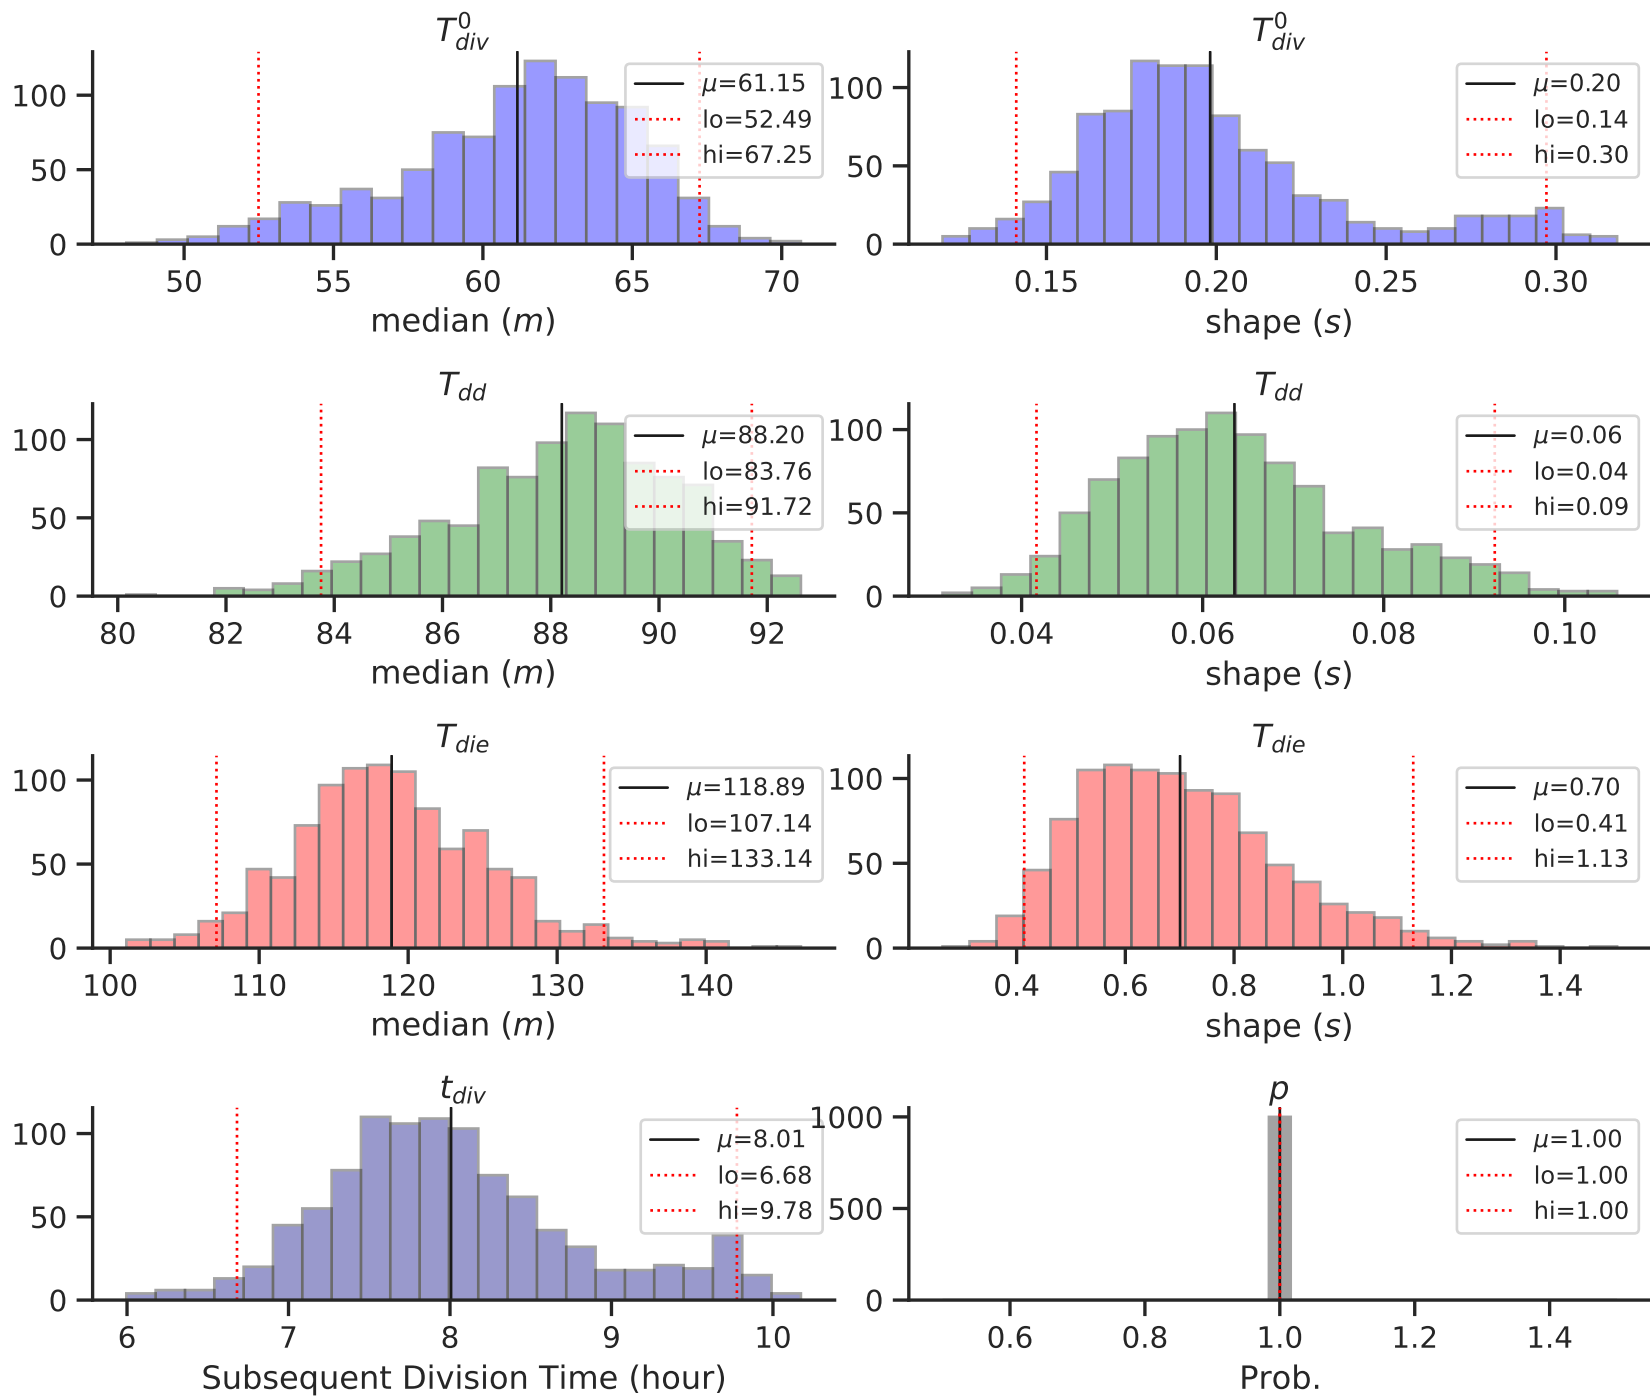 T⁰div
100
50
0
50 55 60 65 70
median (m)
μ=61.15
lo=52.49
hi=67.25
T⁰div
100
50
0
0.15 0.20 0.25 0.30
shape (s)
μ=0.20
lo=0.14
hi=0.30
Tdd
100
50
0
80 82 84 86 88 90 92
median (m)
μ=88.20
lo=83.76
hi=91.72
Tdd
100
50
0
0.04 0.06 0.08 0.10
shape (s)
μ=0.06
lo=0.04
hi=0.09
Tdie
100
50
0
100 110 120 130 140
median (m)
μ=118.89
lo=107.14
hi=133.14
Tdie
100
50
0
0.4 0.6 0.8 1.0 1.2 1.4
shape (s)
μ=0.70
lo=0.41
hi=1.13
tdiv
100
50
0
6 7 8 9 10
Subsequent Division Time (hour)
μ=8.01
lo=6.68
hi=9.78
p
1000
500
0
0.6 0.8 1.0 1.2 1.4
Prob.
μ=1.00
lo=1.00
hi=1.00